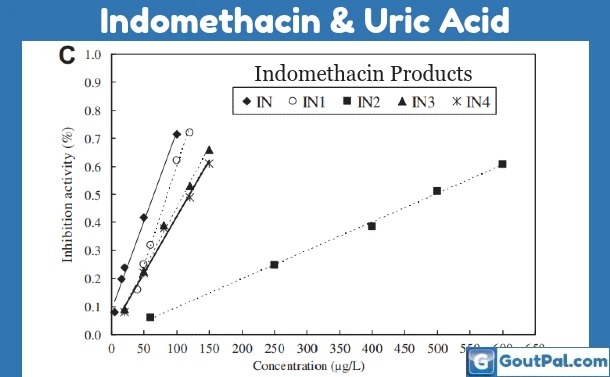 Indomethacin & Uric Acid
C
Indomethacin Products
IN IN1 IN2 IN3 IN4
Inhibition activity (%)
1.0
0.9
0.8
0.7
0.6
0.5
0.4
0.3
0.2
0.1
0.0
0 50 100 150 200 250 300 350 400 450 500 550 600 650
Concentration (µg/L)
G GoutPal.com